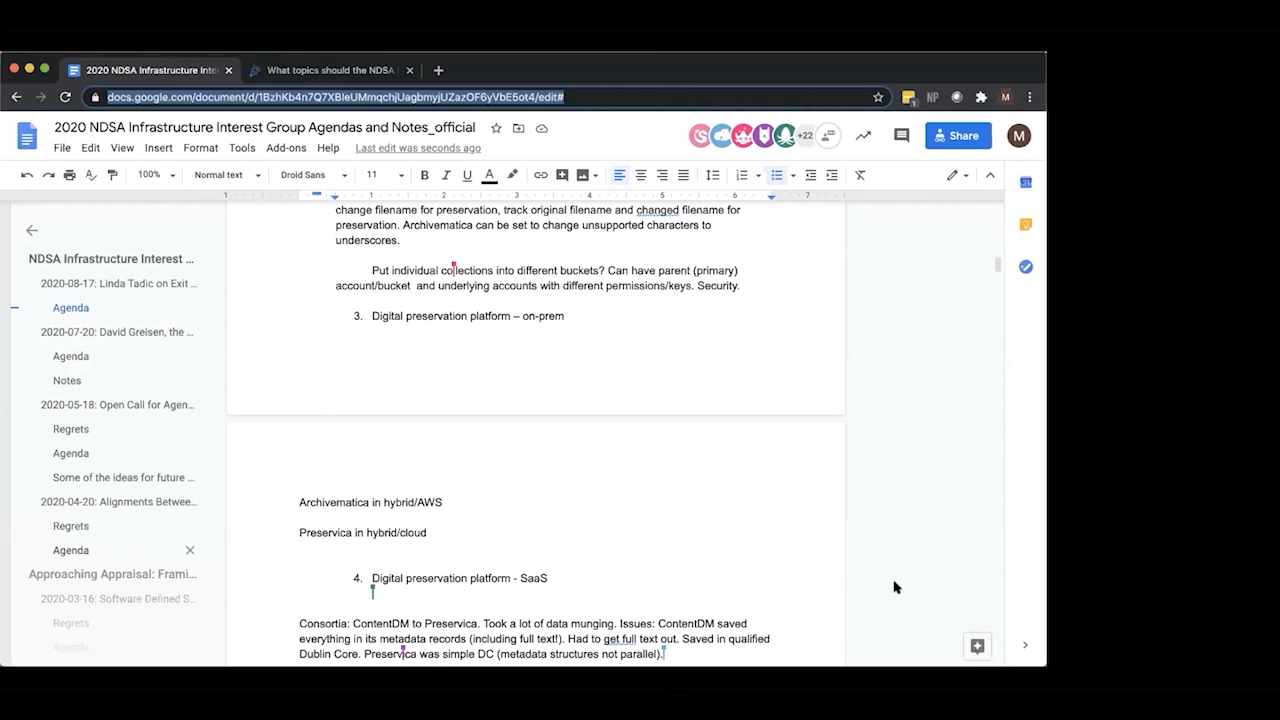 2020 NDSA Infrastructure Inte
What topics should the NDSA
docs.google.com/document/d/1BzhKb4n7Q7XBleUMmqchjUagbmyjUZazOF6yVbE5ot4/edit#
NP
M
2020 NDSA Infrastructure Interest Group Agendas and Notes_official
+22
Share
M
File Edit View Insert Format Tools Add-ons Help Last edit was seconds ago
100% Normal text Droid Sans 11 B I U A
1 1 2 3 4 5 6 7
NDSA Infrastructure Interest ...
2020-08-17: Linda Tadic on Exit ...
Agenda
2020-07-20: David Greisen, the ...
Agenda
Notes
2020-05-18: Open Call for Agen...
Regrets
Agenda
Some of the ideas for future ...
2020-04-20: Alignments Betwee...
Regrets
Agenda
Approaching Appraisal: Frami...
2020-03-16: Software Defined S...
Regrets
Agenda
change filename for preservation, track original filename and changed filename for
preservation. Archivematica can be set to change unsupported characters to
underscores.
Put individual collections into different buckets? Can have parent (primary)
account/bucket and underlying accounts with different permissions/keys. Security.
3. Digital preservation platform – on-prem
Archivematica in hybrid/AWS
Preservica in hybrid/cloud
4. Digital preservation platform - SaaS
Consortia: ContentDM to Preservica. Took a lot of data munging. Issues: ContentDM saved
everything in its metadata records (including full text!). Had to get full text out. Saved in qualified
Dublin Core. Preservica was simple DC (metadata structures not parallel).